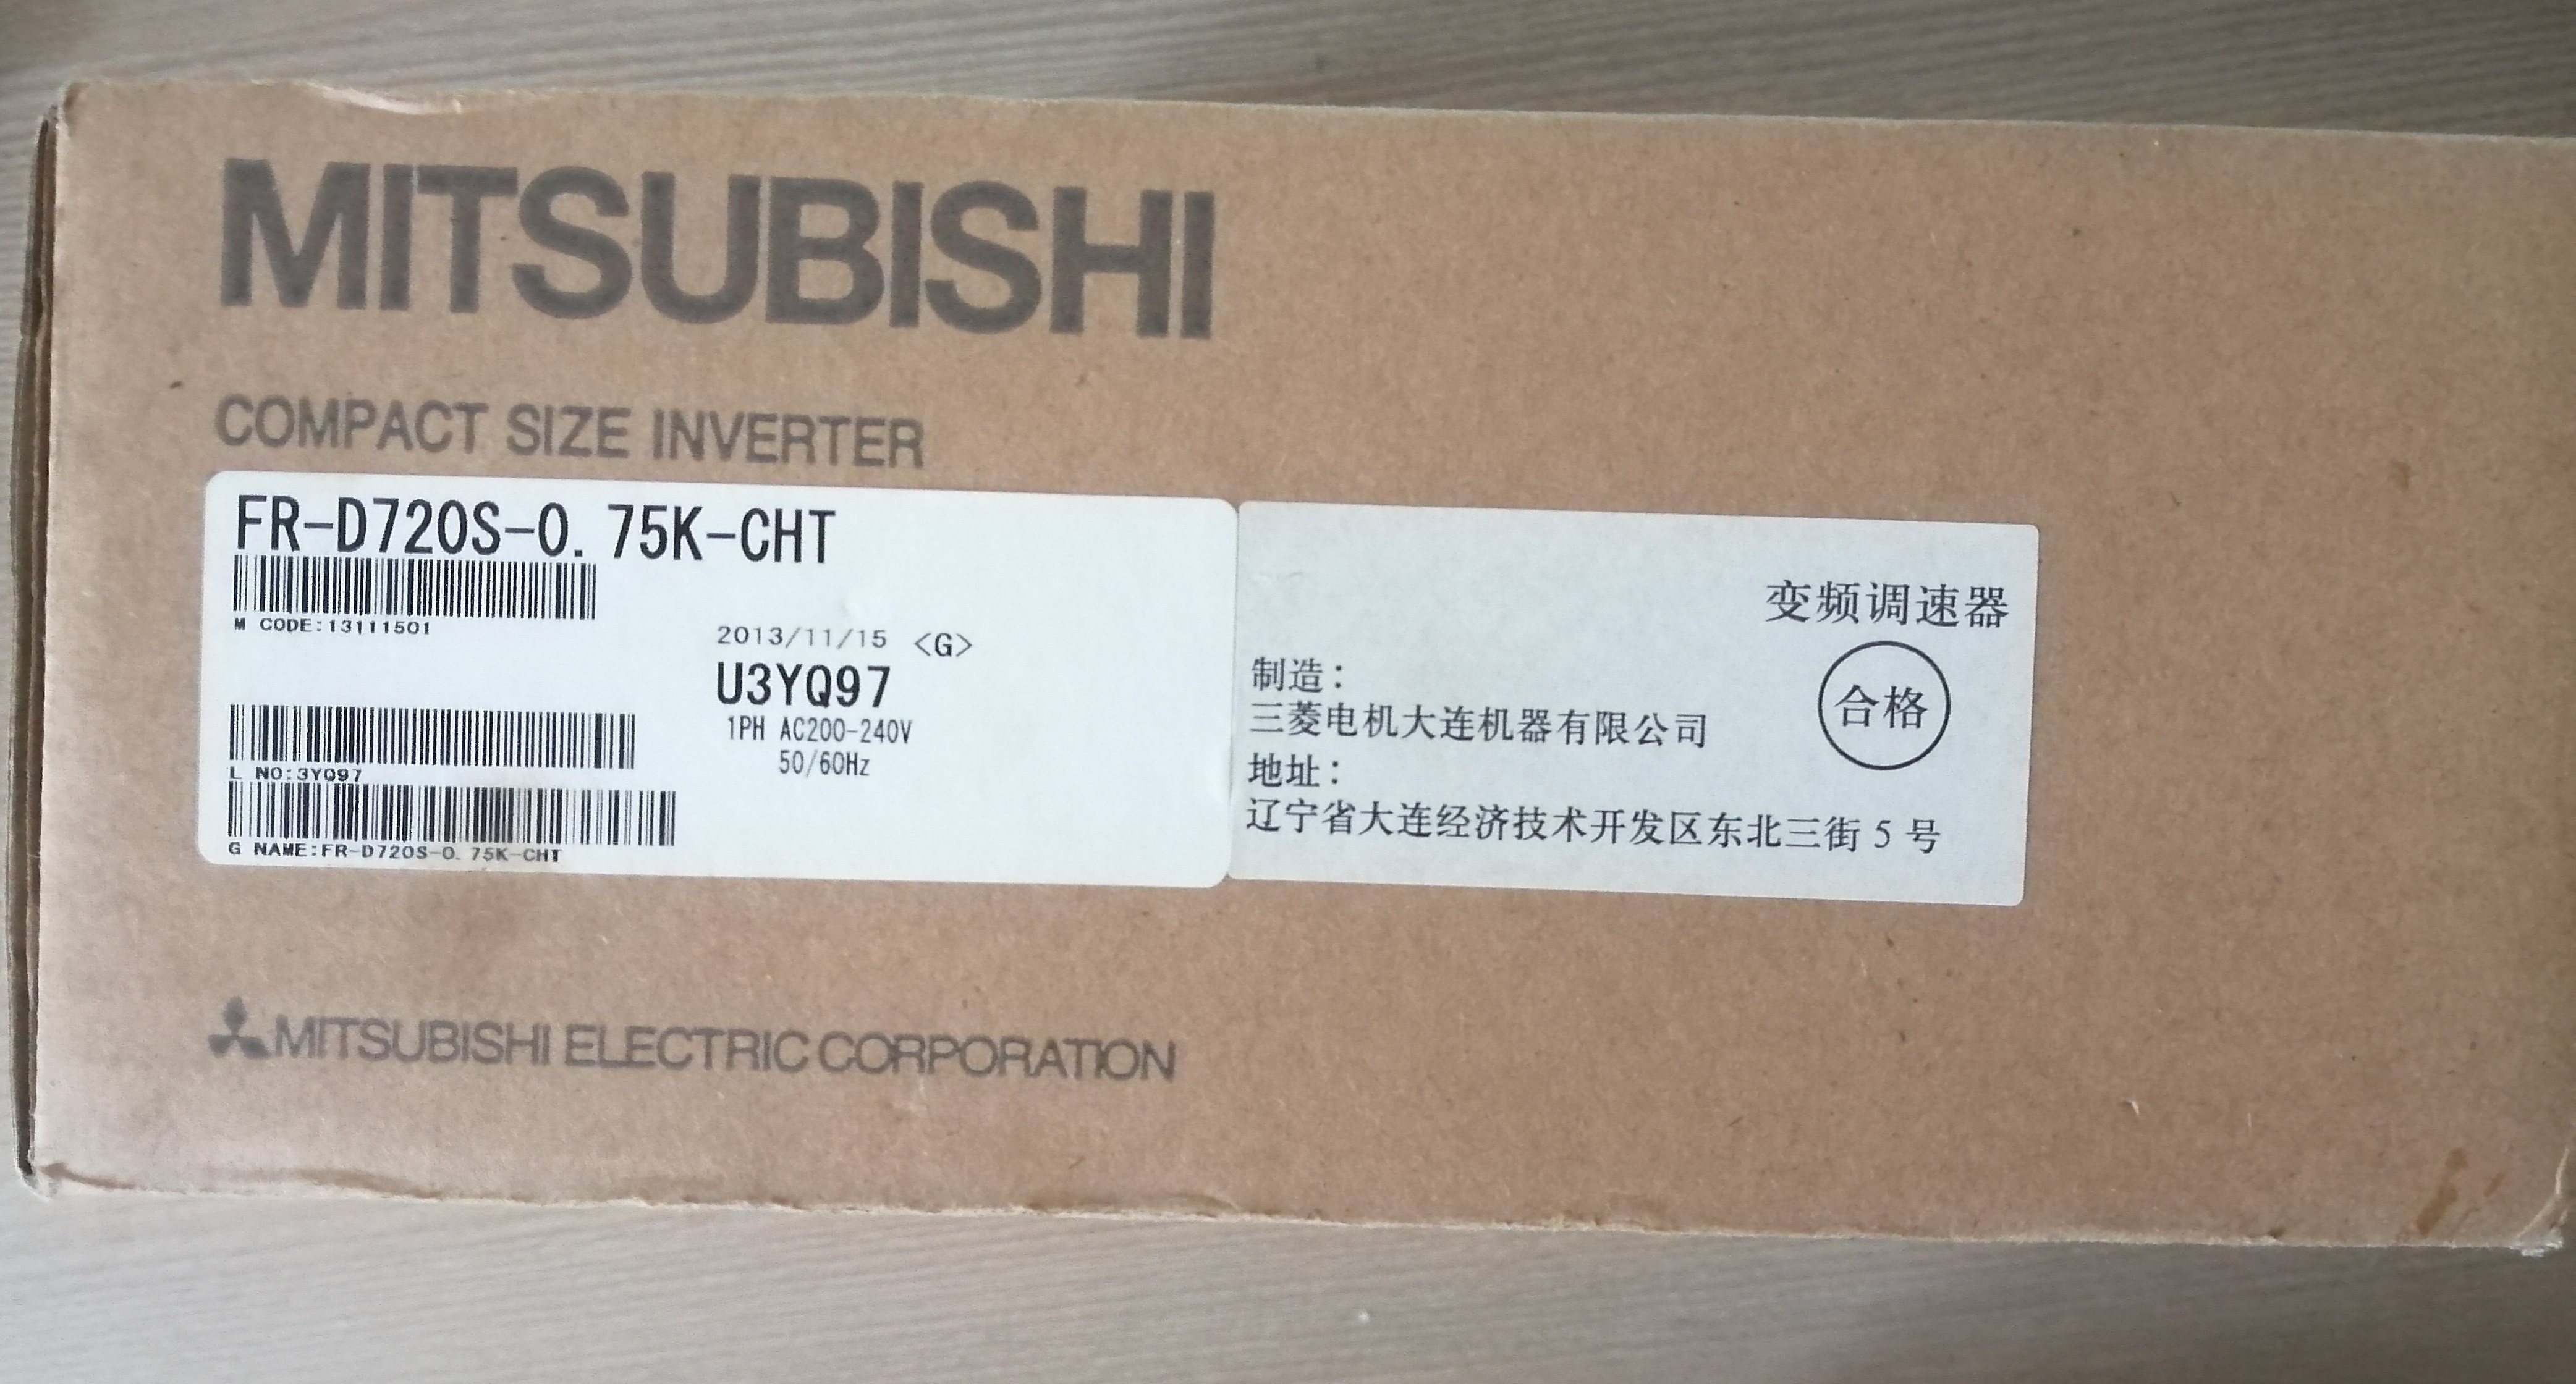 MITSUBISHI
COMPACT SIZE INVERTER
FR-D720S-0.75K-CHT
M CODE:13111501
2013/11/15 <G>
U3YQ97
1PH AC200-240V
50/60Hz
L NO:3YQ97
G NAME:FR-D720S-0.75K-CHT
变频调速器
合格
制造：
三菱电机大连机器有限公司
地址：
辽宁省大连经济技术开发区东北三街 5 号
MITSUBISHI ELECTRIC CORPORATION